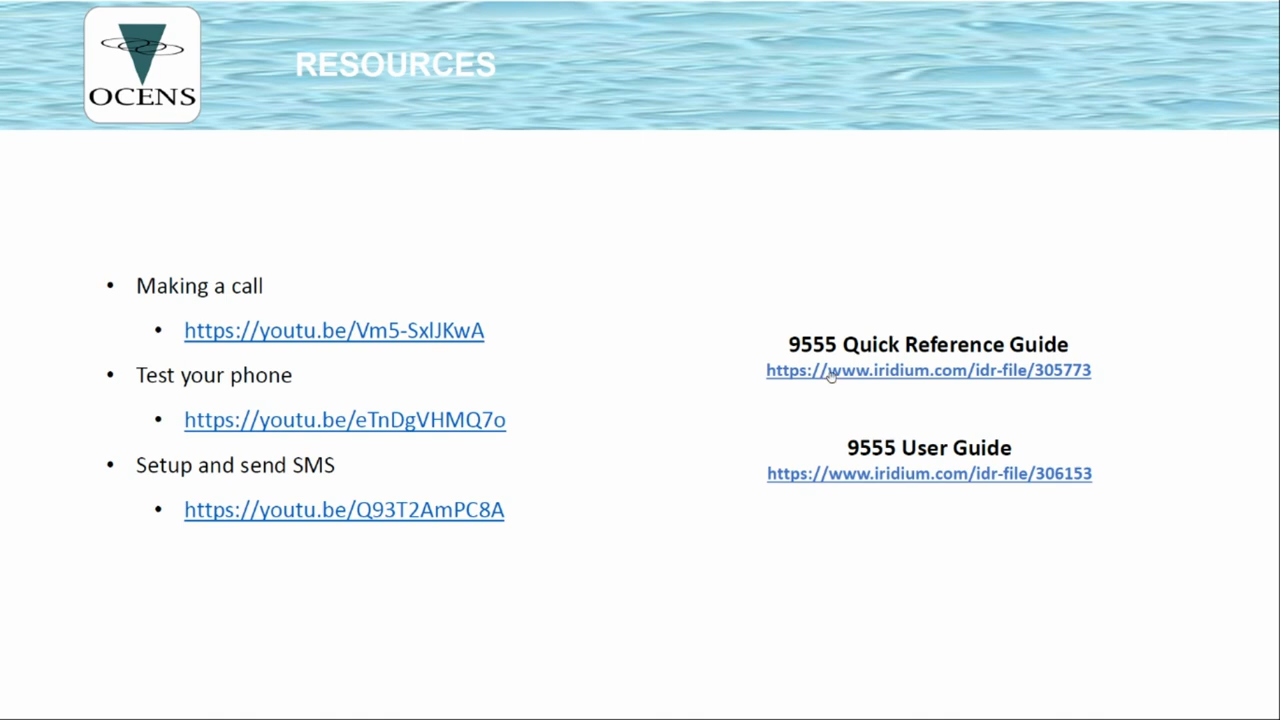 OCENS
RESOURCES
• Making a call
• https://youtu.be/Vm5-SxlJKwA
• Test your phone
• https://youtu.be/eTnDgVHMQ7o
• Setup and send SMS
• https://youtu.be/Q93T2AmPC8A
9555 Quick Reference Guide
https://www.iridium.com/idr-file/305773
9555 User Guide
https://www.iridium.com/idr-file/306153